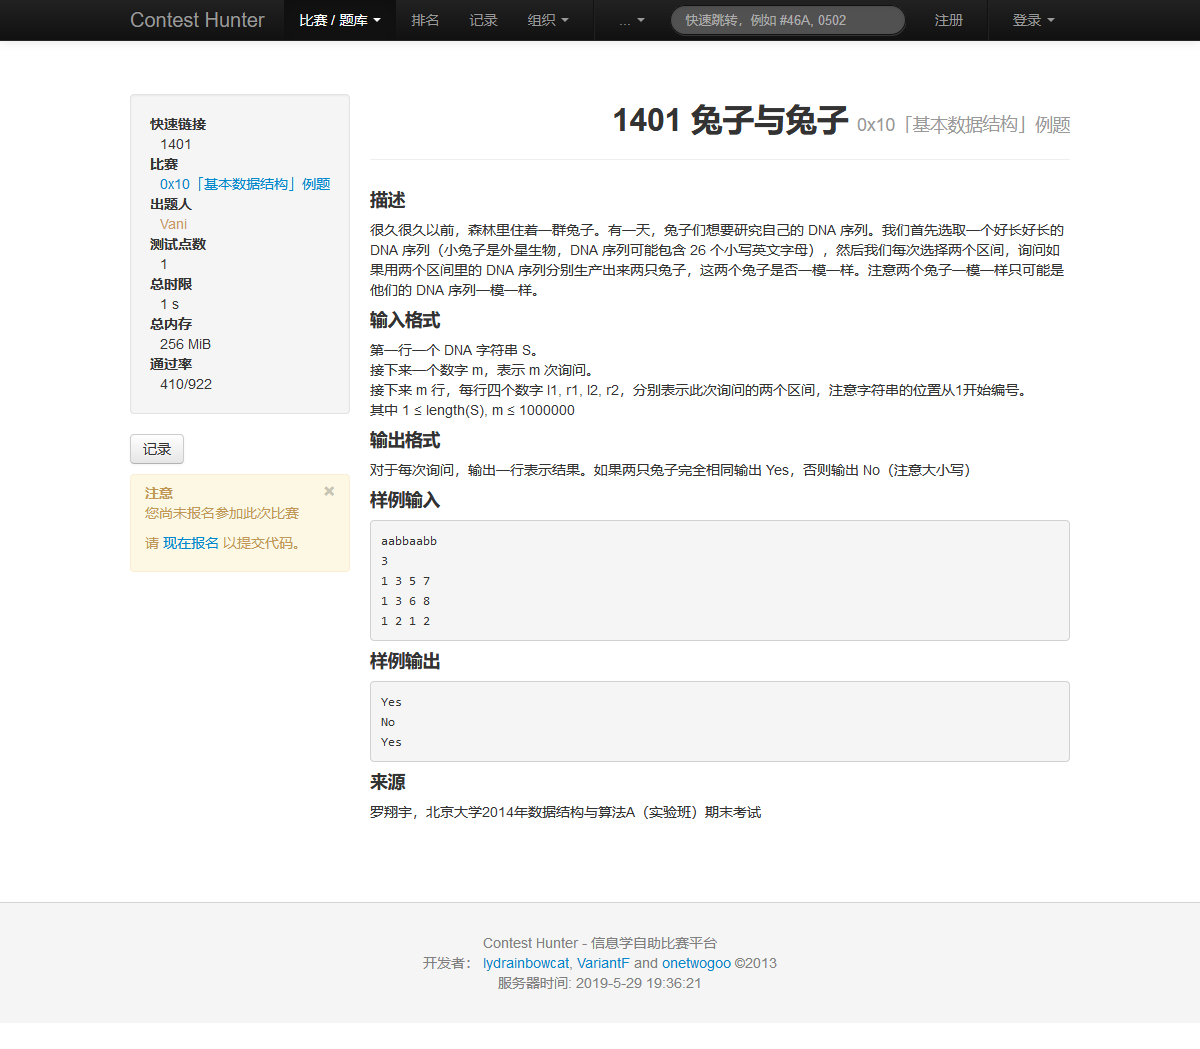 Contest Hunter 比赛 / 题库 排名 记录 组织 ... 快速跳转，例如 #46A, 0502 注册 登录
快速链接
1401
比赛
0x10「基本数据结构」例题
出题人
Vani
测试点数
1
总时限
1 s
总内存
256 MiB
通过率
410/922
记录
注意 ×
您尚未报名参加此次比赛
请 现在报名 以提交代码。
1401 兔子与兔子 0x10「基本数据结构」例题
描述
很久很久以前，森林里住着一群兔子。有一天，兔子们想要研究自己的 DNA 序列。我们首先选取一个好长好长的
DNA 序列（小兔子是外星生物，DNA 序列可能包含 26 个小写英文字母），然后我们每次选择两个区间，询问如
果用两个区间里的 DNA 序列分别生产出来两只兔子，这两个兔子是否一模一样。注意两个兔子一模一样只可能是
他们的 DNA 序列一模一样。
输入格式
第一行一个 DNA 字符串 S。
接下来一个数字 m，表示 m 次询问。
接下来 m 行，每行四个数字 l1, r1, l2, r2，分别表示此次询问的两个区间，注意字符串的位置从1开始编号。
其中 1 ≤ length(S), m ≤ 1000000
输出格式
对于每次询问，输出一行表示结果。如果两只兔子完全相同输出 Yes，否则输出 No（注意大小写）
样例输入
aabbaabb
3
1 3 5 7
1 3 6 8
1 2 1 2
样例输出
Yes
No
Yes
来源
罗翔宇，北京大学2014年数据结构与算法A（实验班）期末考试
Contest Hunter - 信息学自助比赛平台
开发者： lydrainbowcat, VariantF and onetwogoo ©2013
服务器时间: 2019-5-29 19:36:21